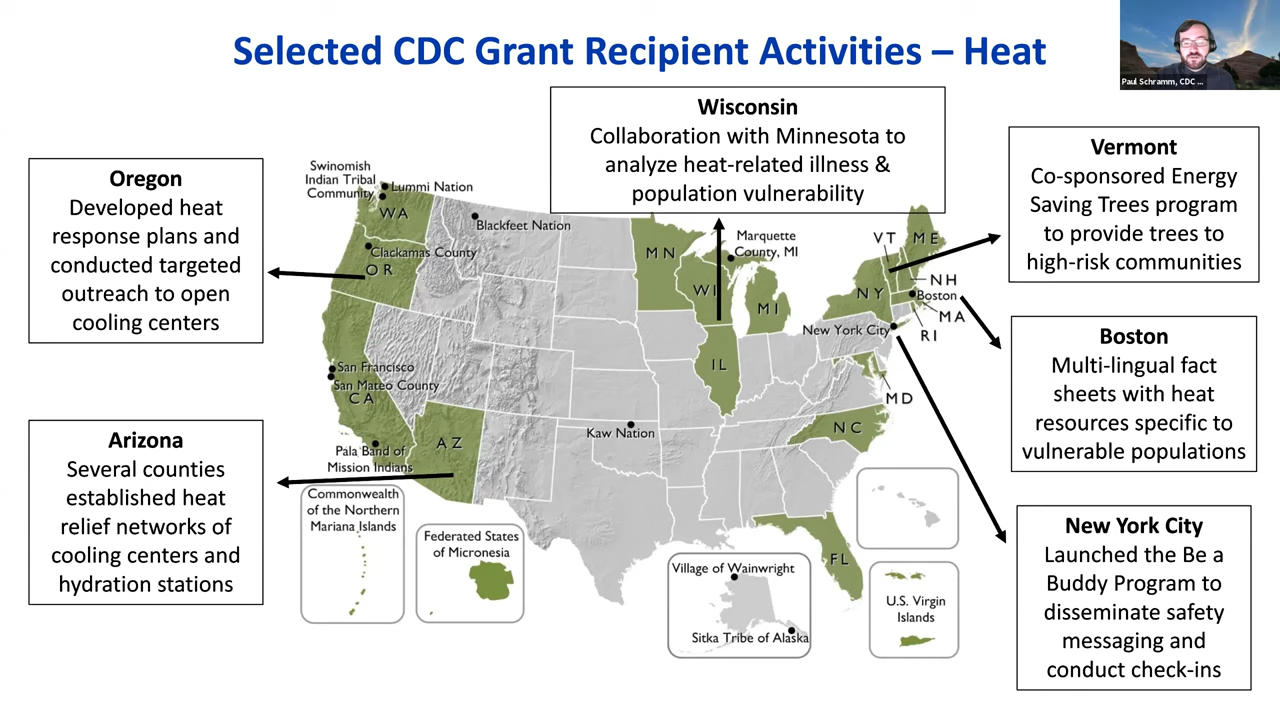 Selected CDC Grant Recipient Activities – Heat
Paul Schramm, CDC ...
Wisconsin
Collaboration with Minnesota to
analyze heat-related illness &
population vulnerability
Vermont
Co-sponsored Energy
Saving Trees program
to provide trees to
high-risk communities
Oregon
Developed heat
response plans and
conducted targeted
outreach to open
cooling centers
Swinomish
Indian Tribal
Community
Lummi Nation
WA
Blackfeet Nation
Clackamas County
OR
MN
Marquette
County, MI
WI
MI
VT
ME
NH
NY
Boston
MA
RI
New York City
Boston
Multi-lingual fact
sheets with heat
resources specific to
vulnerable populations
San Francisco
San Mateo County
CA
IL
MD
NC
Kaw Nation
AZ
Pala Band of
Mission Indians
Arizona
Several counties
established heat
relief networks of
cooling centers and
hydration stations
Commonwealth
of the Northern
Mariana Islands
Federated States
of Micronesia
FL
Village of Wainwright
Sitka Tribe of Alaska
U.S. Virgin
Islands
New York City
Launched the Be a
Buddy Program to
disseminate safety
messaging and
conduct check-ins